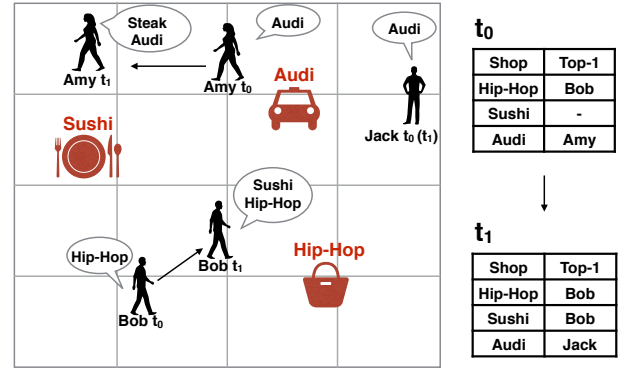 Steak
Audi
Audi
Audi
Amy t1
Amy t0
Audi
Jack t0 (t1)
Sushi
Sushi
Hip-Hop
Hip-Hop
Hip-Hop
Bob t1
Bob t0
t0
Shop Top-1
Hip-Hop Bob
Sushi -
Audi Amy
t1
Shop Top-1
Hip-Hop Bob
Sushi Bob
Audi Jack